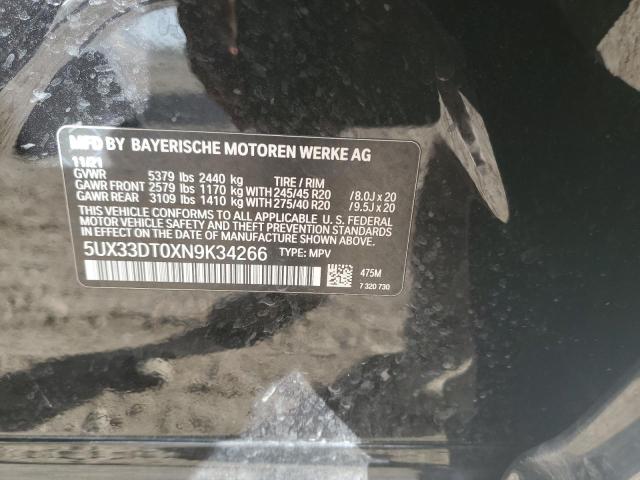 MFD BY BAYERISCHE MOTOREN WERKE AG
11/21
GVWR 5379 lbs 2440 kg TIRE / RIM
GAWR FRONT 2579 lbs 1170 kg WITH 245/45 R20 / 8.0J x 20
GAWR REAR 3109 lbs 1410 kg WITH 275/40 R20 / 9.5J x 20
THIS VEHICLE CONFORMS TO ALL APPLICABLE U. S. FEDERAL
MOTOR VEHICLE SAFETY, BUMPER, AND THEFT PREVENTION STANDARDS
IN EFFECT ON THE DATE OF MANUFACTURE SHOWN ABOVE.
5UX33DT0XN9K34266 TYPE: MPV
475M
7 320 730